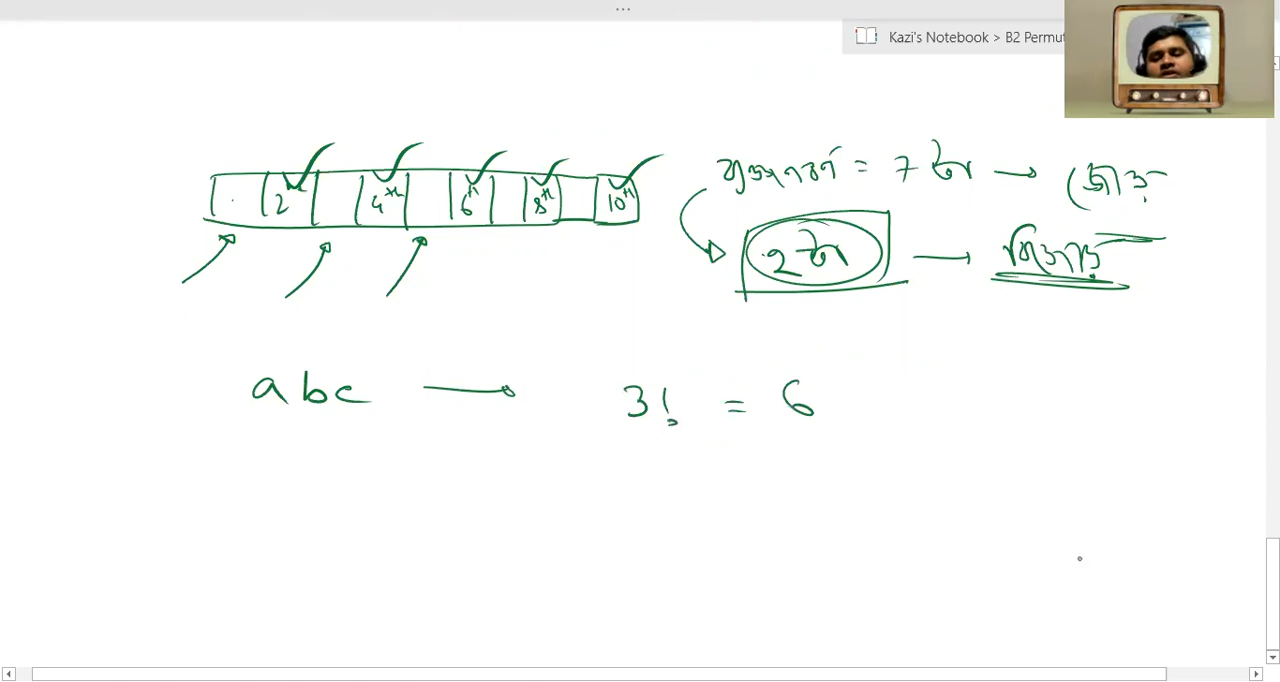 Kazi's Notebook > B2 Permut
2nd 4th 6th 8th 10th
ব্যঞ্জনবর্ণ = 7 টা → জোড়
2 টা → বিজোড়
abc → 3! = 6